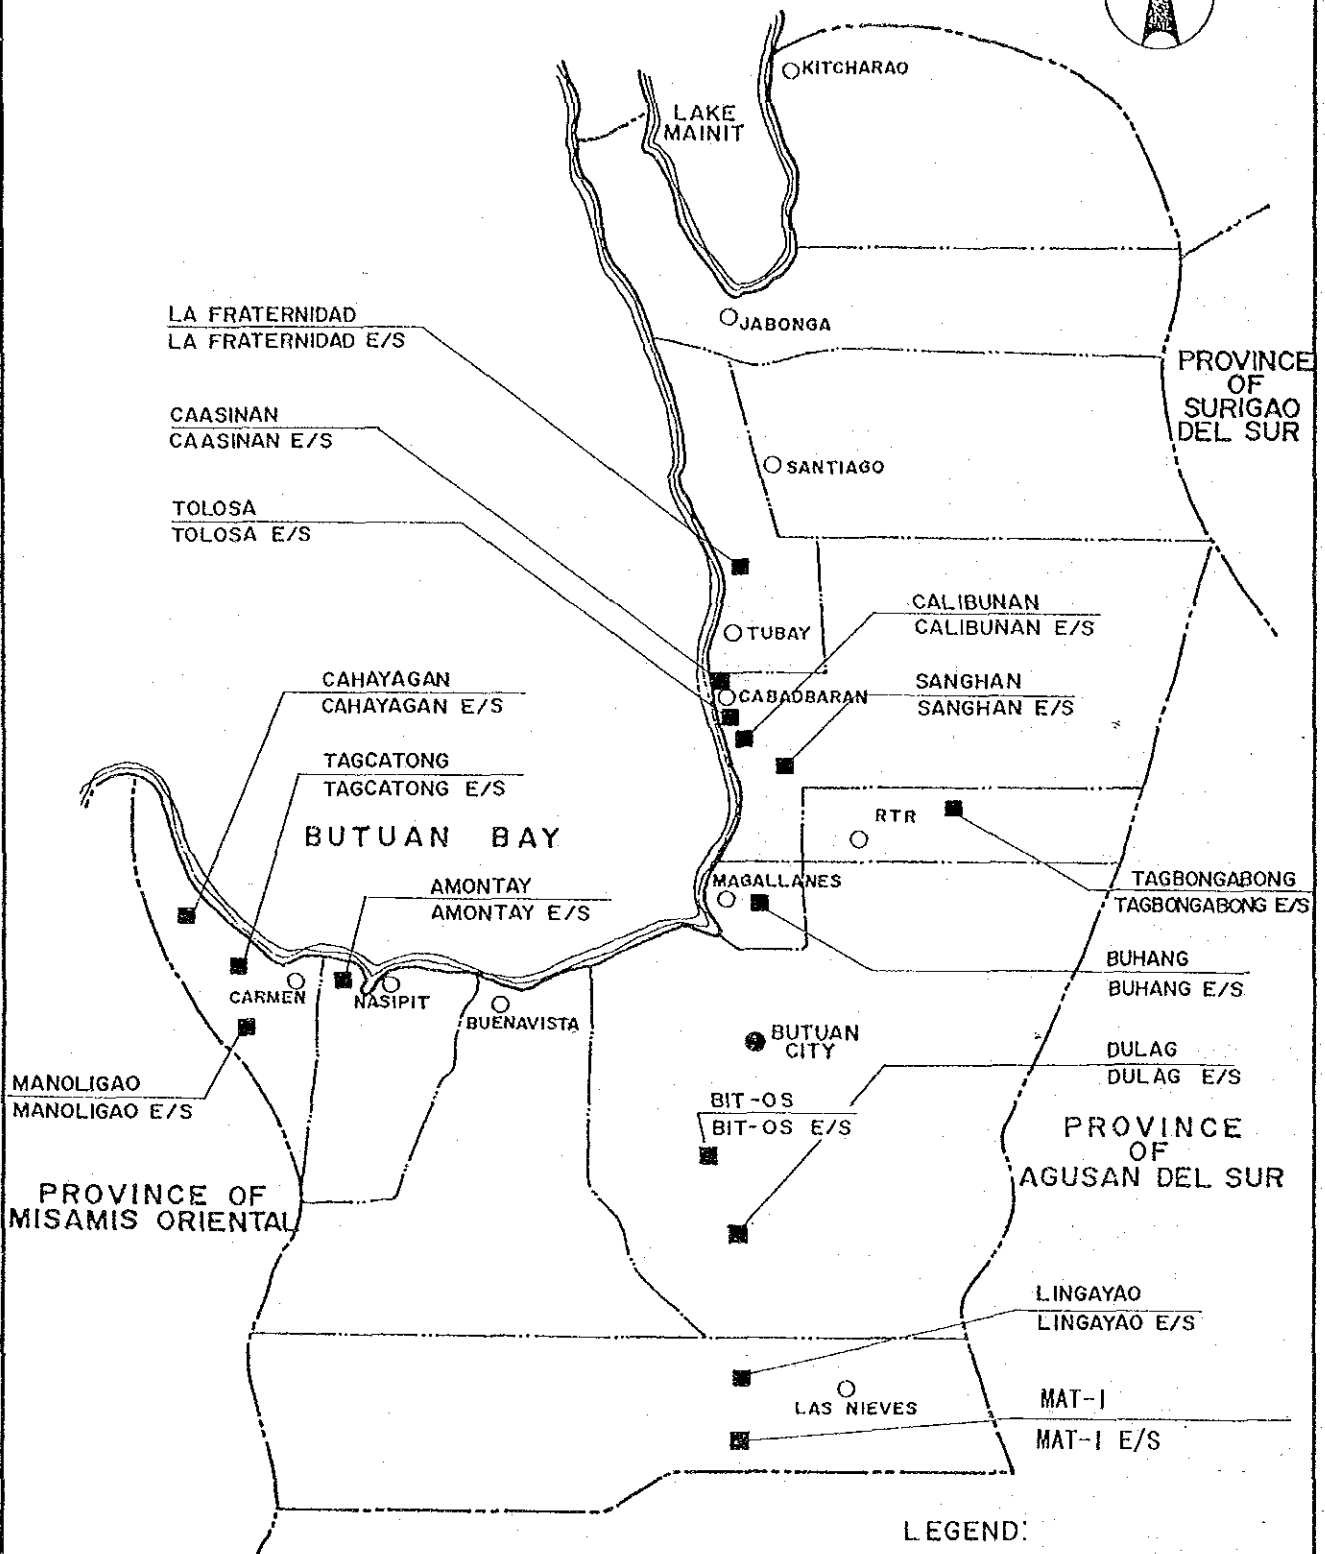 KITCHARAO
LAKE
MAINIT
LA FRATERNIDAD
LA FRATERNIDAD E/S
JABONGA
PROVINCE
OF
SURIGAO
DEL SUR
CAASINAN
CAASINAN E/S
SANTIAGO
TOLOSA
TOLOSA E/S
CALIBUNAN
CALIBUNAN E/S
TUBAY
CAHAYAGAN
CAHAYAGAN E/S
CABADBARAN
SANGHAN
SANGHAN E/S
TAGCATONG
TAGCATONG E/S
BUTUAN BAY
RTR
AMONTAY
AMONTAY E/S
MAGALLANES
TAGBONGABONG
TAGBONGABONG E/S
BUHANG
BUHANG E/S
CARMEN
NASIPIT
BUENAVISTA
BUTUAN
CITY
DULAG
DULAG E/S
MANOLIGAO
MANOLIGAO E/S
BIT-OS
BIT-OS E/S
PROVINCE
OF
AGUSAN DEL SUR
PROVINCE OF
MISAMIS ORIENTAL
LINGAYAO
LINGAYAO E/S
LAS NIEVES
MAT-I
MAT-I E/S
LEGEND: